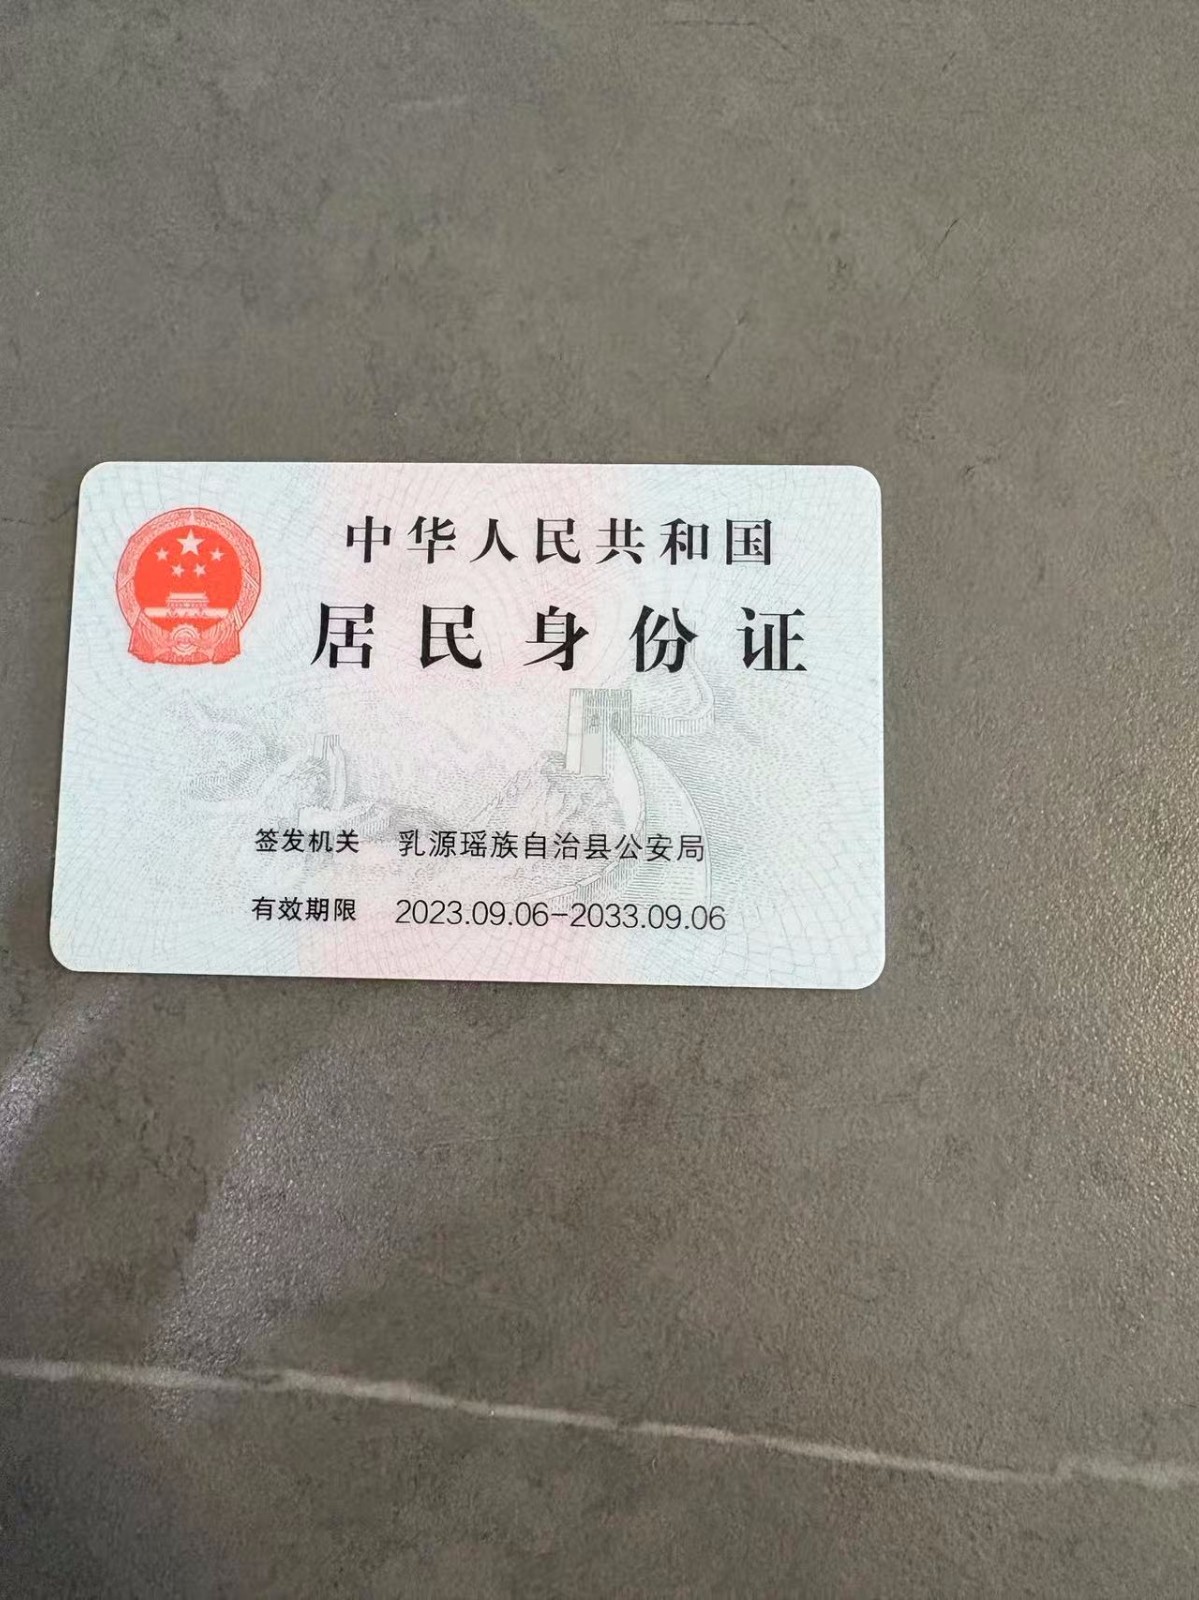 中华人民共和国
居民身份证
签发机关 乳源瑶族自治县公安局
有效期限 2023.09.06-2033.09.06